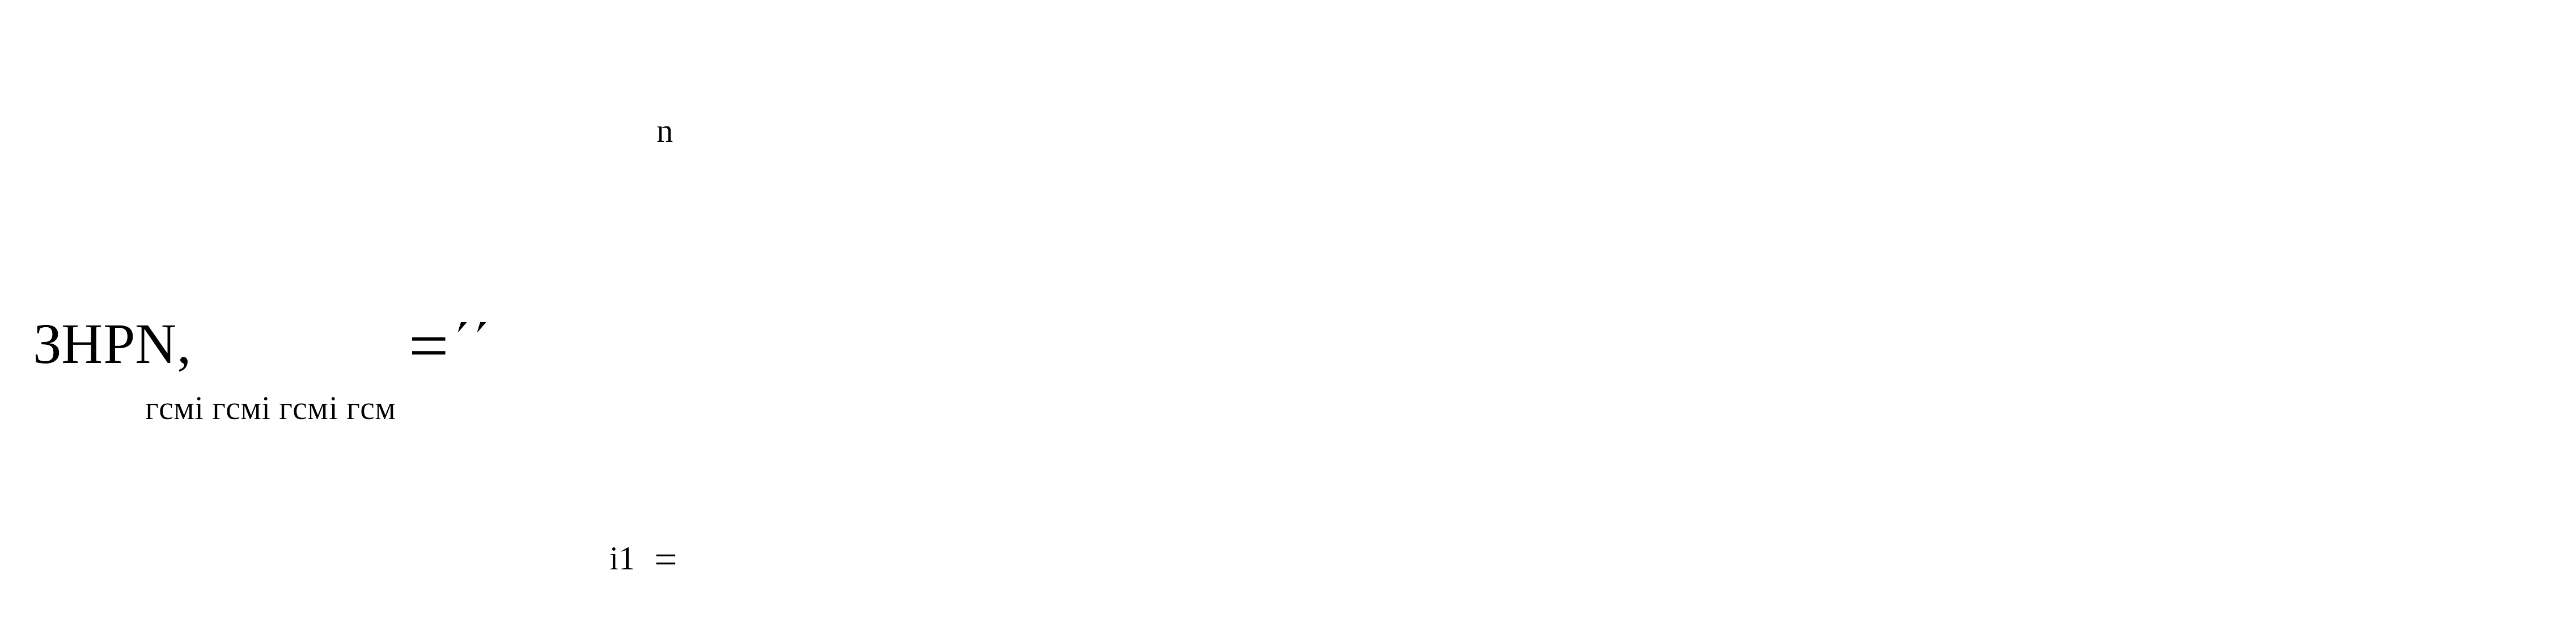 n
ЗНРN, =´´
гсмі гсмі гсмі гсм
i1 =